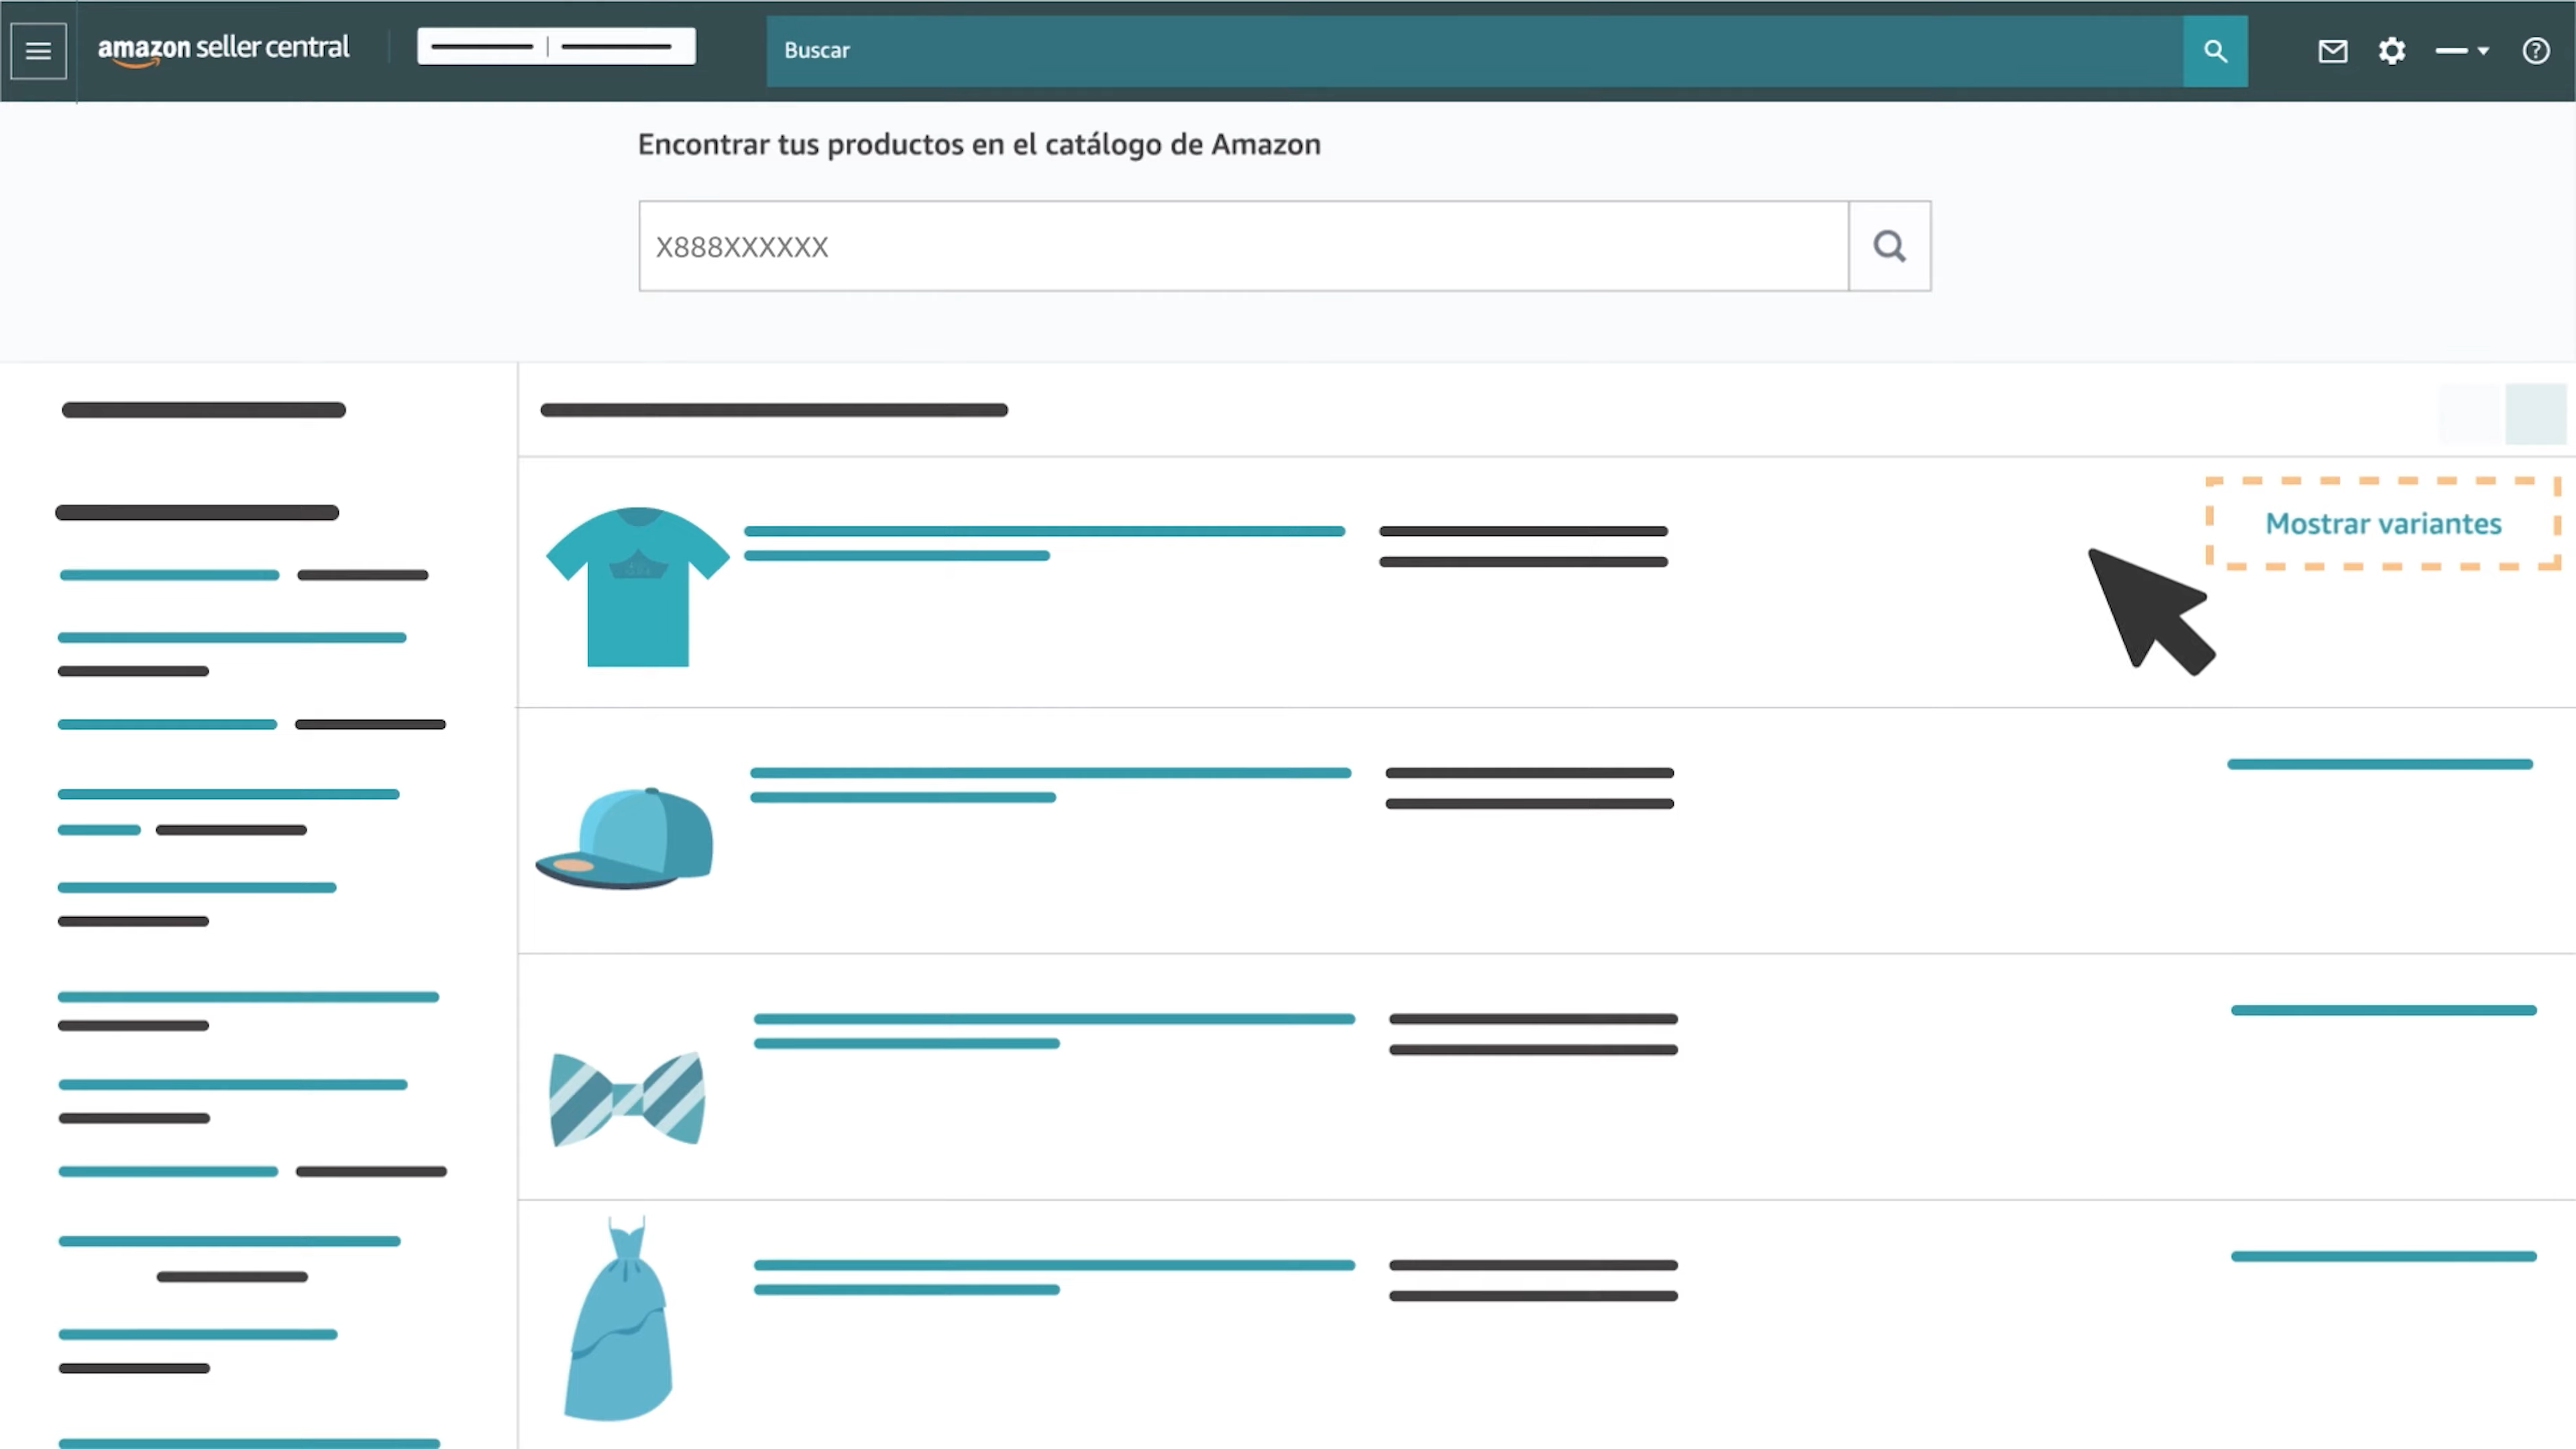 amazon seller central
Buscar
Encontrar tus productos en el catálogo de Amazon
X888XXXXXX
Mostrar variantes